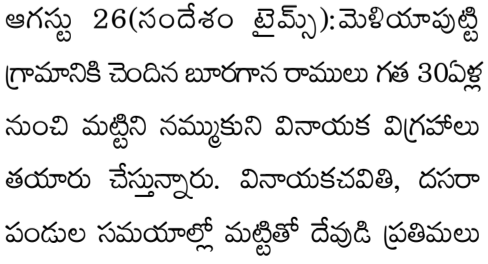 ఆగస్టు 26(సందేశం టైమ్స్):మెళియాపుట్టి
గ్రామానికి చెందిన బూరగాన రాములు గత 30ఏళ్ల
నుంచి మట్టిని నమ్ముకుని వినాయక విగ్రహాలు
తయారు చేస్తున్నారు. వినాయకచవితి, దసరా
పండుల సమయాల్లో మట్టితో దేవుడి ప్రతిమలు